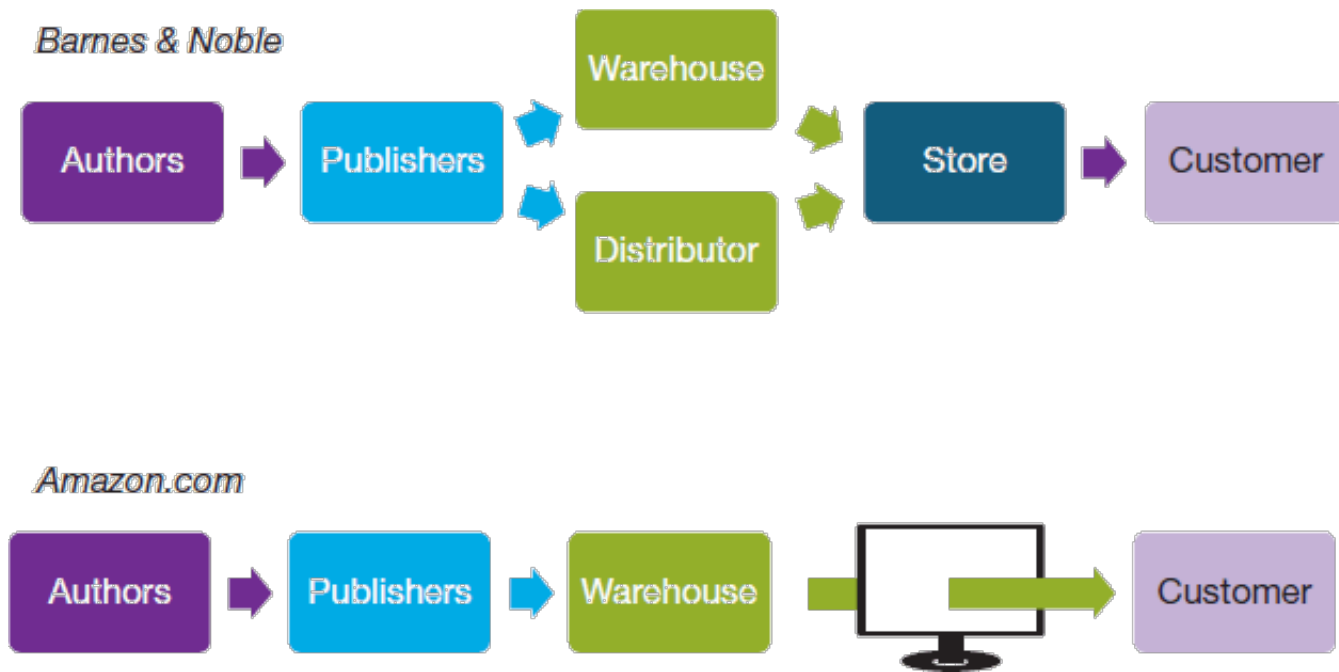 Barnes & Noble
Warehouse
Authors
Publishers
Store
Customer
Distributor
Amazon.com
Authors
Publishers
Warehouse
Customer